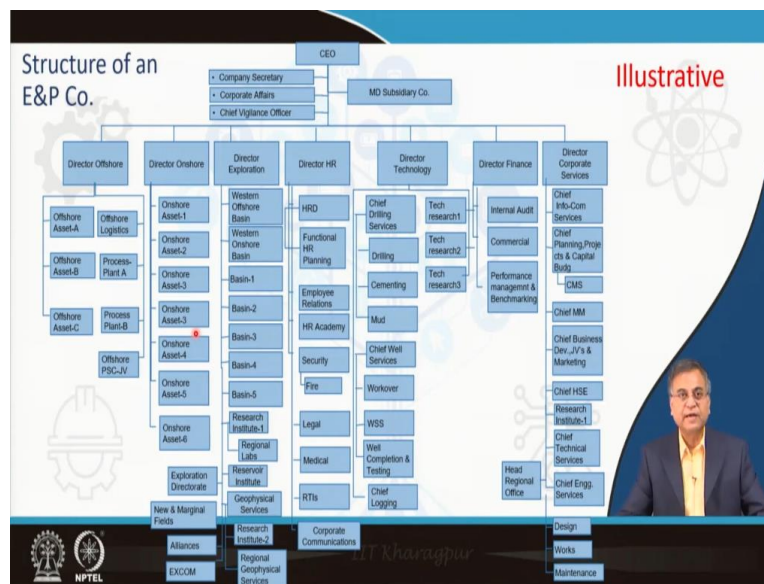 Structure of an
E&P Co.
Illustrative
CEO
• Company Secretary
• Corporate Affairs
• Chief Vigilance Officer
MD Subsidiary Co.
Director Offshore
Offshore
Asset-A
Offshore
Asset-B
Offshore
Asset-C
Offshore
Logistics
Process-
Plant A
Process
Plant-B
Offshore
PSC-JV
Director Onshore
Onshore
Asset-1
Onshore
Asset-2
Onshore
Asset-3
Onshore
Asset-3
Onshore
Asset-4
Onshore
Asset-5
Onshore
Asset-6
Director
Exploration
Western
Offshore
Basin
Western
Onshore
Basin
Basin-1
Basin-2
Basin-3
Basin-4
Basin-5
Research
Institute-1
Regional
Labs
Reservoir
Institute
Geophysical
Services
Research
Institute-2
Regional
Geophysical
Services
Exploration
Directorate
New & Marginal
Fields
Alliances
EXCOM
Director HR
HRD
Functional
HR
Planning
Employee
Relations
HR Academy
Security
Fire
Legal
Medical
RTIs
Corporate
Communications
Director
Technology
Chief
Drilling
Services
Drilling
Cementing
Mud
Chief Well
Services
Workover
WSS
Well
Completion &
Testing
Chief
Logging
Tech
research1
Tech
research2
Tech
research3
Director Finance
Internal Audit
Commercial
Performance
managemnt &
Benchmarking
Director
Corporate
Services
Chief
Info-Com
Services
Chief
Planning,Proje
cts & Capital
Budg
CMS
Chief MM
Chief Business
Dev.,JV's &
Marketing
Chief HSE
Research
Institute-1
Chief
Technical
Services
Head
Regional
Office
Chief Engg.
Services
Design
Works
Maintenance
NPTEL
IIT Kharagpur